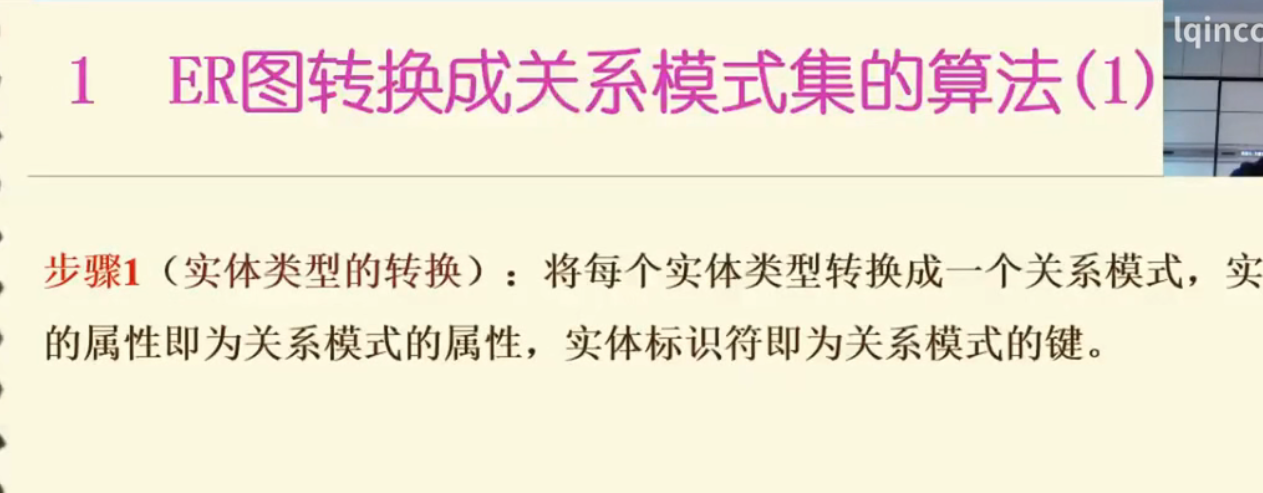 lqincc
1 ER图转换成关系模式集的算法(1)
步骤1（实体类型的转换）：将每个实体类型转换成一个关系模式，实
的属性即为关系模式的属性，实体标识符即为关系模式的键。